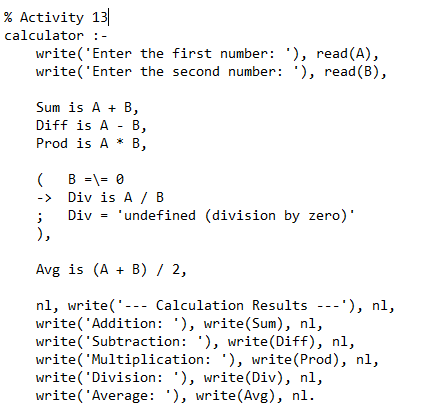 % Activity 13
calculator :-
    write('Enter the first number: '), read(A),
    write('Enter the second number: '), read(B),

    Sum is A + B,
    Diff is A - B,
    Prod is A * B,

    (   B =\= 0
    ->  Div is A / B
    ;   Div = 'undefined (division by zero)'
    ),

    Avg is (A + B) / 2,

    nl, write('--- Calculation Results ---'), nl,
    write('Addition: '), write(Sum), nl,
    write('Subtraction: '), write(Diff), nl,
    write('Multiplication: '), write(Prod), nl,
    write('Division: '), write(Div), nl,
    write('Average: '), write(Avg), nl.